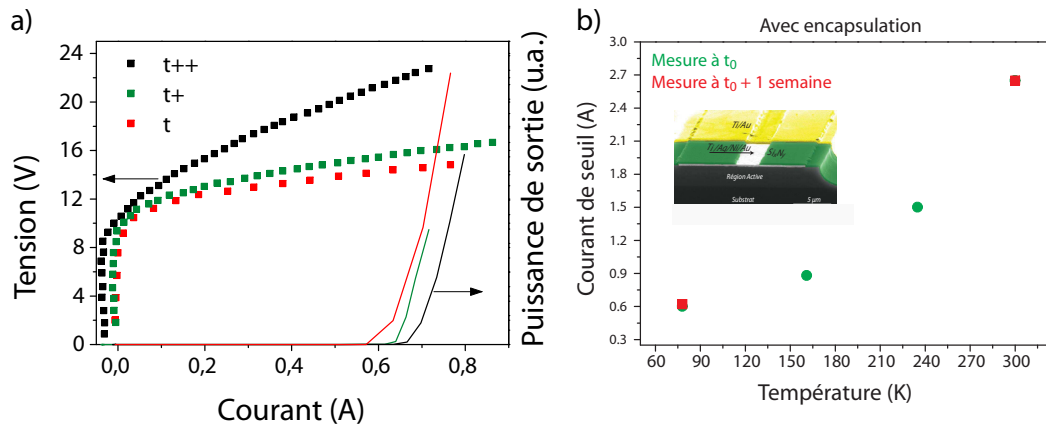 a)
24
20
16
12
8
4
0
Tension (V)
t++
t+
t
0,0
0,2
0,4
0,6
0,8
Courant (A)
Puissance de sortie (u.a.)
b)
Avec encapsulation
3.0
2.7
2.4
2.1
1.8
1.5
1.2
0.9
0.6
0.3
Courant de seuil (A)
Mesure à t0
Mesure à t0 + 1 semaine
Ti/Au
Ti/Ag/Ni/Au
Si3N4
Région Active
Substrat
5 µm
60
90
120
150
180
210
240
270
300
Température (K)